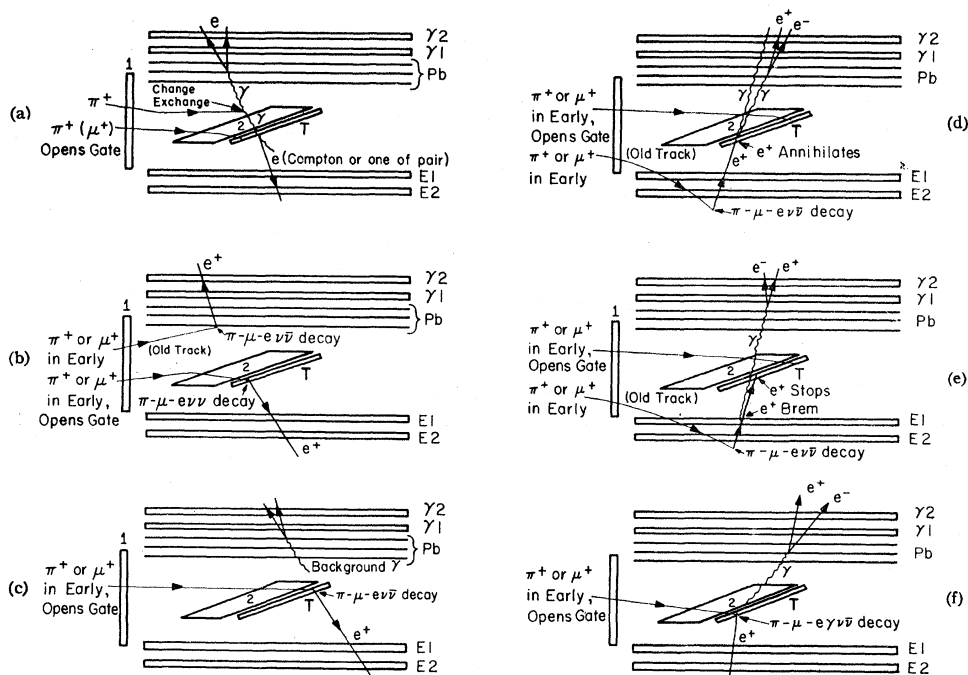 (a)
1
e
γ2
γ1
Pb
π+
Change
Exchange
γ
γ
π+ (μ+)
Opens Gate
2
T
e (Compton or one of pair)
E1
E2
(b)
1
e+
γ2
γ1
Pb
π+ or μ+
in Early
(Old Track)
π-μ-eνν̄ decay
π+ or μ+
in Early,
Opens Gate
2
T
π-μ-eνν decay
E1
e+
E2
(c)
1
γ2
γ1
Pb
Background γ
π+ or μ+
in Early,
Opens Gate
2
T
π-μ-eνν̄ decay
e+
E1
E2
(d)
e+
e-
γ2
γ1
Pb
γ
γ
π+ or μ+
in Early,
Opens Gate
2
T
π+ or μ+
in Early
(Old Track)
e+
e+ Annihilates
E1
E2
π-μ-eνν̄ decay
(e)
e-
e+
γ2
γ1
Pb
γ
π+ or μ+
in Early,
Opens Gate
2
T
π+ or μ+
in Early
(Old Track)
e+ Stops
e+ Brem
E1
E2
π-μ-eνν̄ decay
(f)
e+
e-
γ2
γ1
Pb
γ
π+ or μ+
in Early,
Opens Gate
2
T
π-μ-eγνν̄ decay
e+
E1
E2